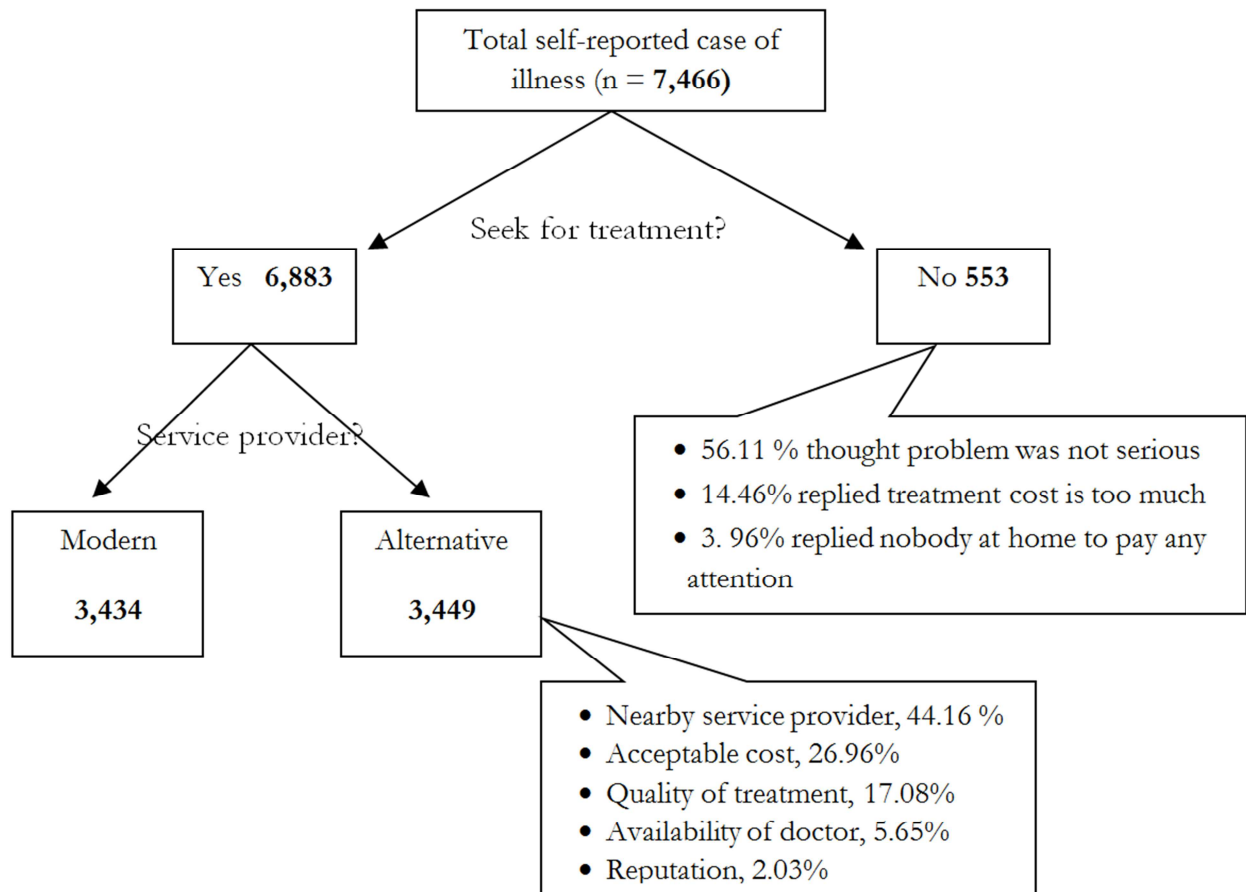 Total self-reported case of
illness (n = 7,466)
Seek for treatment?
Yes 6,883
No 553
Service provider?
• 56.11 % thought problem was not serious
• 14.46% replied treatment cost is too much
• 3. 96% replied nobody at home to pay any
attention
Modern
3,434
Alternative
3,449
• Nearby service provider, 44.16 %
• Acceptable cost, 26.96%
• Quality of treatment, 17.08%
• Availability of doctor, 5.65%
• Reputation, 2.03%